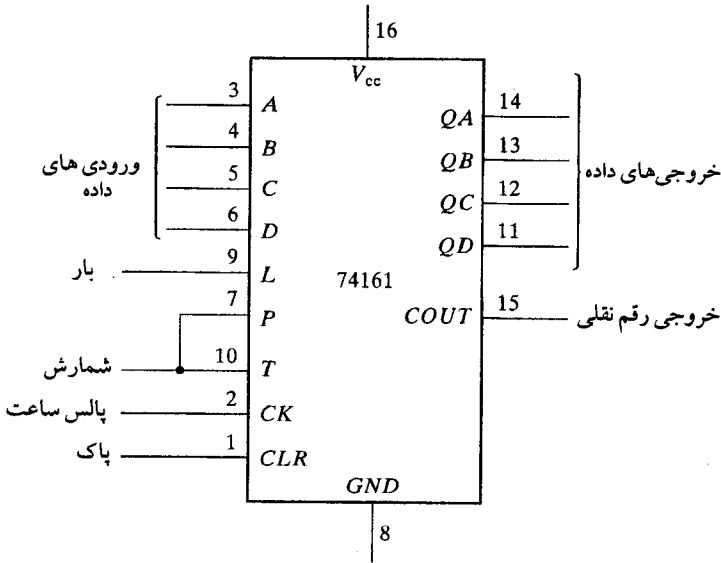 16
V_cc
3 A
4 B
5 C
6 D
ورودی های
داده
9 L
بار
7 P
10 T
شمارش
2 CK
پالس ساعت
1 CLR
پاک
74161
QA 14
QB 13
QC 12
QD 11
خروجی‌های داده
COUT 15
خروجی رقم نقلی
GND
8